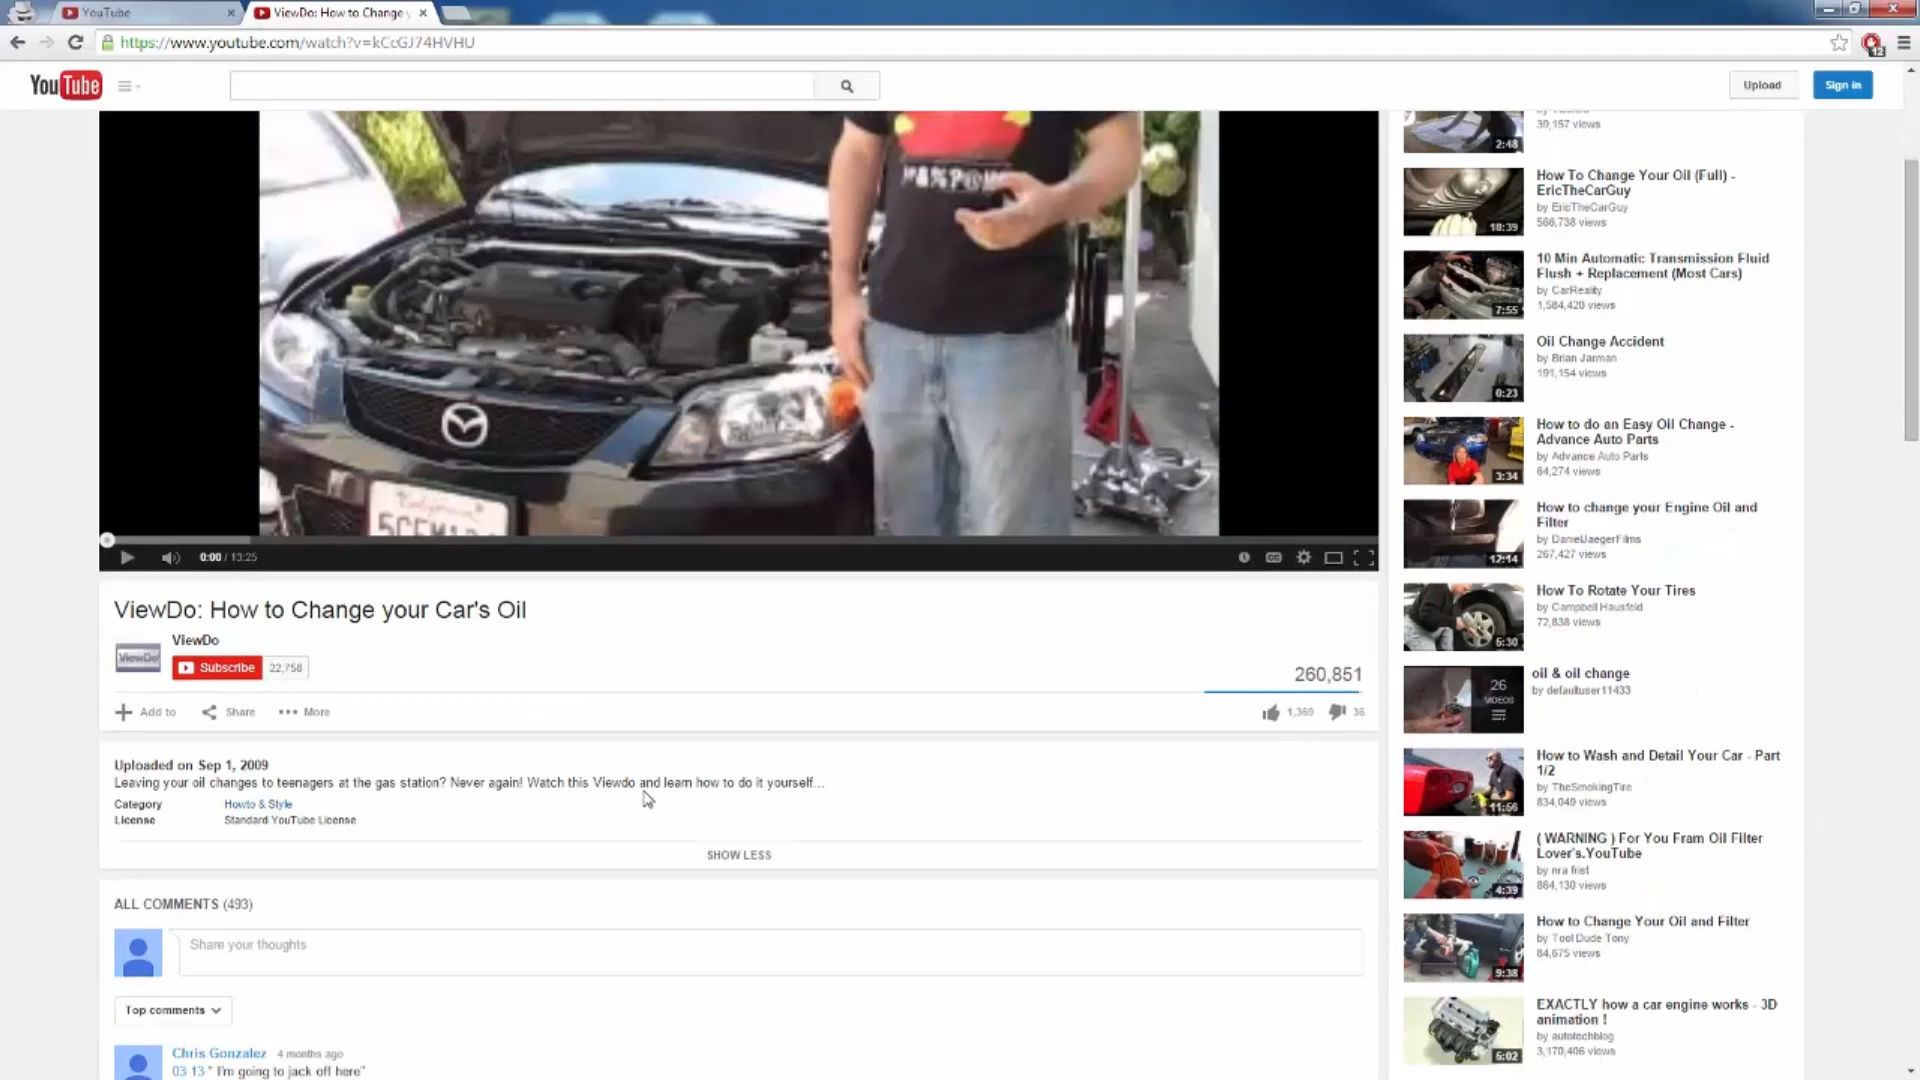 YouTube
ViewDo: How to Change
https://www.youtube.com/watch?v=kCcGJ74HVHU
12
YouTube
Upload
Sign in
California
0:00 / 13:25
ViewDo: How to Change your Car's Oil
ViewDo
ViewDo
Subscribe 22,758
260,851
Add to Share More
1,369 36
Uploaded on Sep 1, 2009
Leaving your oil changes to teenagers at the gas station? Never again! Watch this Viewdo and learn how to do it yourself...
Category Howto & Style
License Standard YouTube License
SHOW LESS
ALL COMMENTS (493)
Share your thoughts
Top comments
Chris Gonzalez 4 months ago
03 13 " I'm going to jack off here"
39,157 views
2:48
How To Change Your Oil (Full) -
EricTheCarGuy
by EricTheCarGuy
566,738 views
18:39
10 Min Automatic Transmission Fluid
Flush + Replacement (Most Cars)
by CarReality
1,584,420 views
7:55
Oil Change Accident
by Brian Jarman
191,154 views
0:23
How to do an Easy Oil Change -
Advance Auto Parts
by Advance Auto Parts
64,274 views
3:34
How to change your Engine Oil and
Filter
by DanielJaegerFilms
267,427 views
12:14
How To Rotate Your Tires
by Campbell Hausfeld
72,838 views
5:30
oil & oil change
by defaultuser11433
26
VIDEOS
How to Wash and Detail Your Car - Part
1/2
by TheSmokingTire
834,049 views
11:56
( WARNING ) For You Fram Oil Filter
Lover's.YouTube
by nra frist
864,130 views
4:39
How to Change Your Oil and Filter
by Tool Dude Tony
84,675 views
9:38
EXACTLY how a car engine works - 3D
animation !
by autotechblog
3,170,406 views
6:02